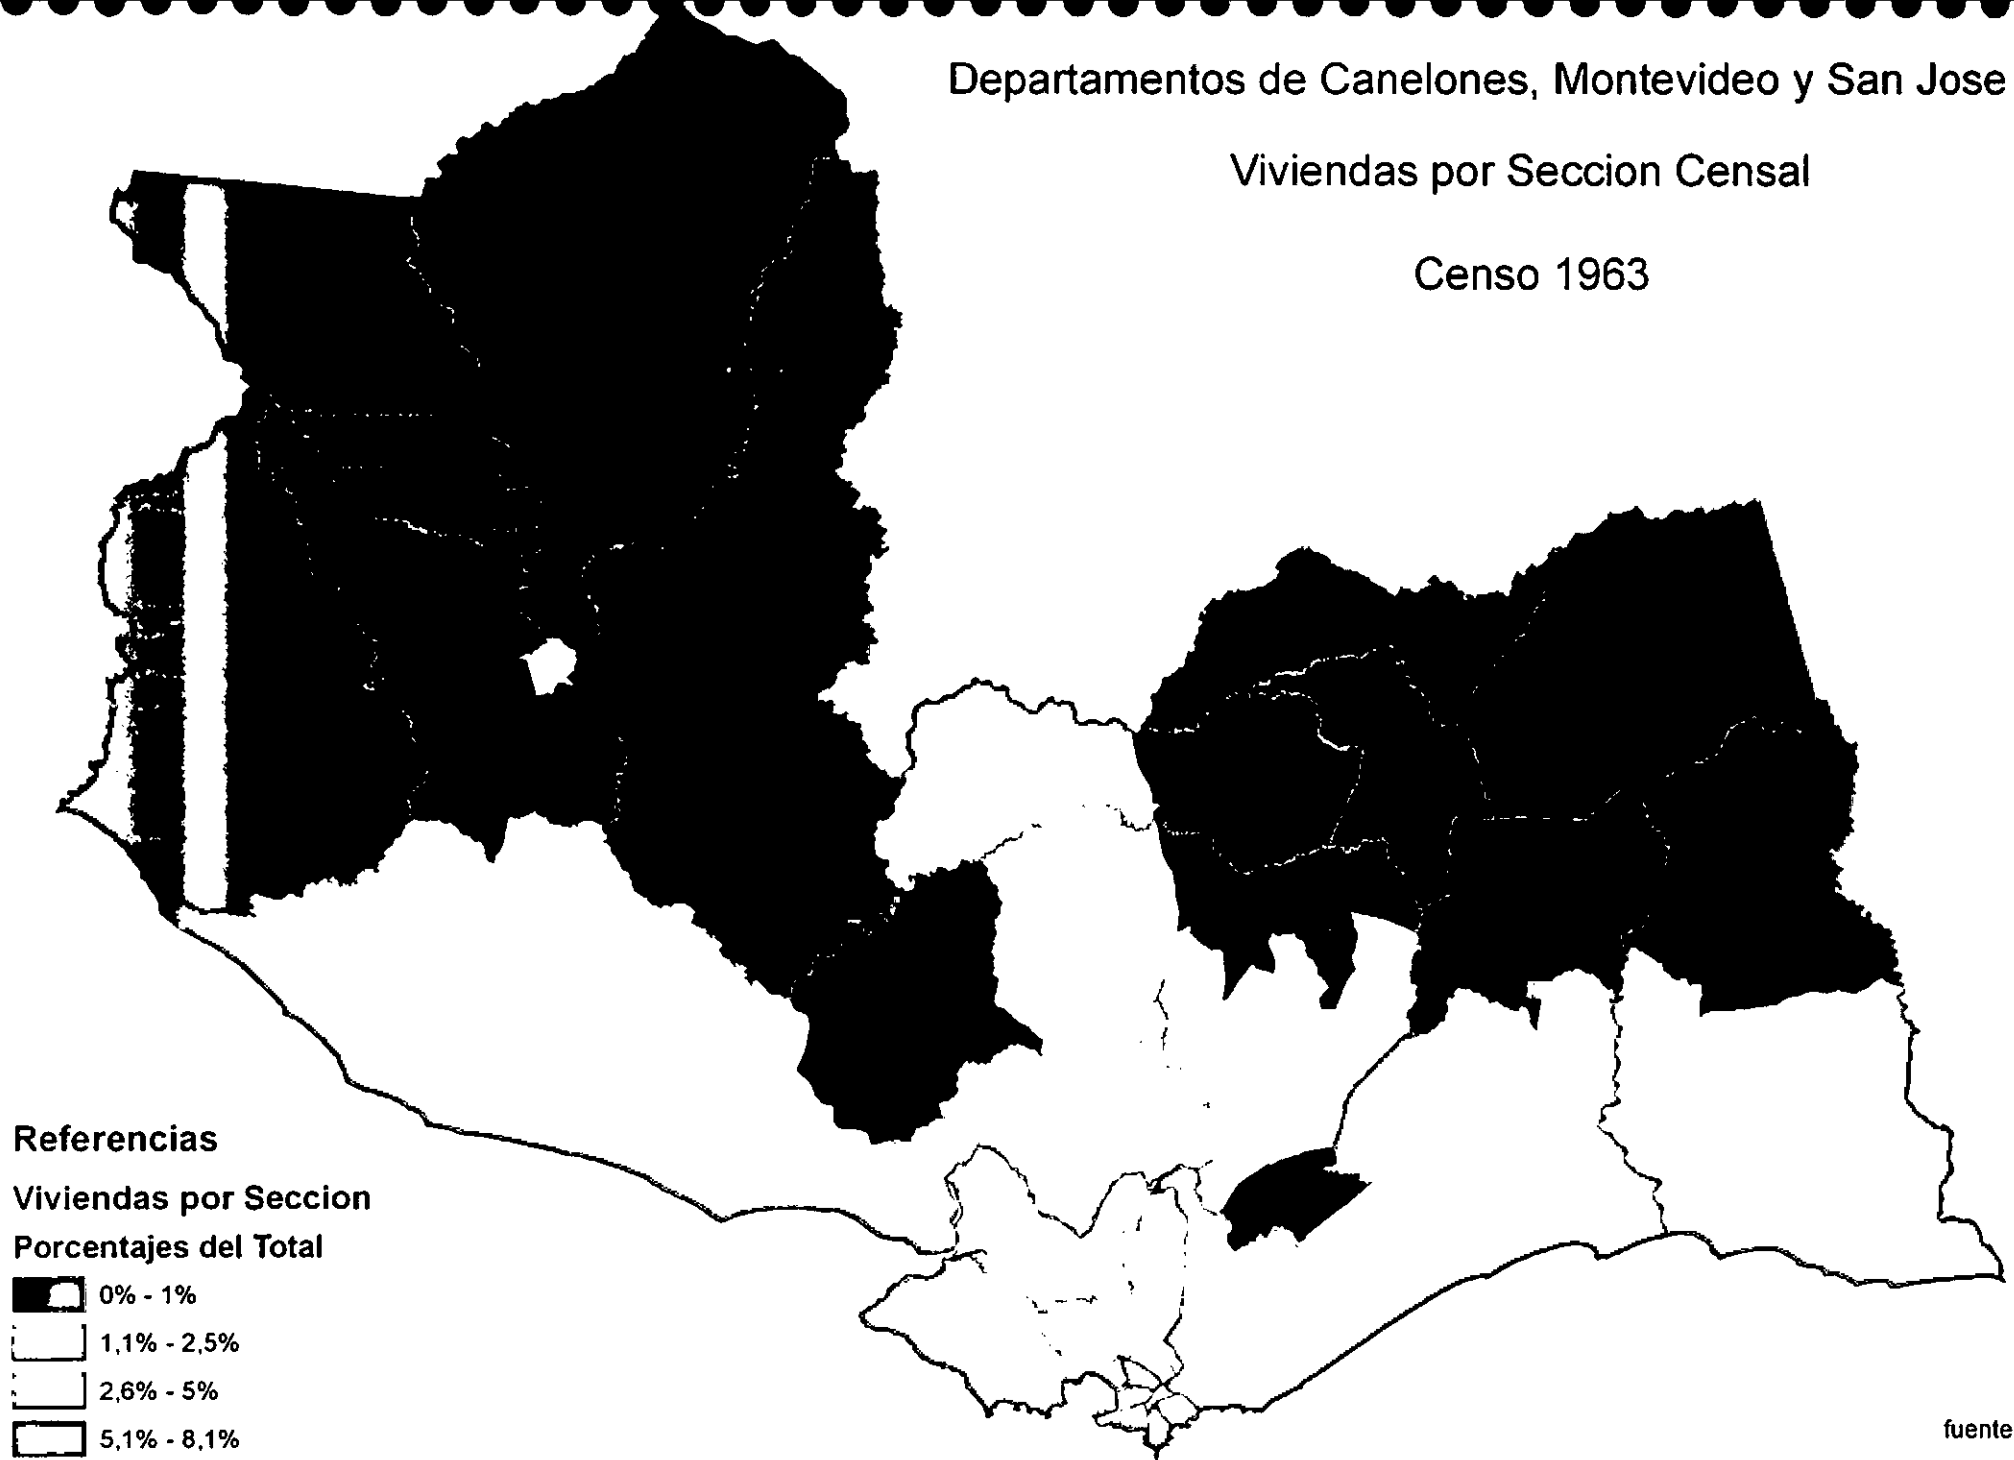 Departamentos de Canelones, Montevideo y San Jose
Viviendas por Seccion Censal
Censo 1963
Referencias
Viviendas por Seccion
Porcentajes del Total
0% - 1%
1,1% - 2,5%
2,6% - 5%
5,1% - 8,1%
fuente